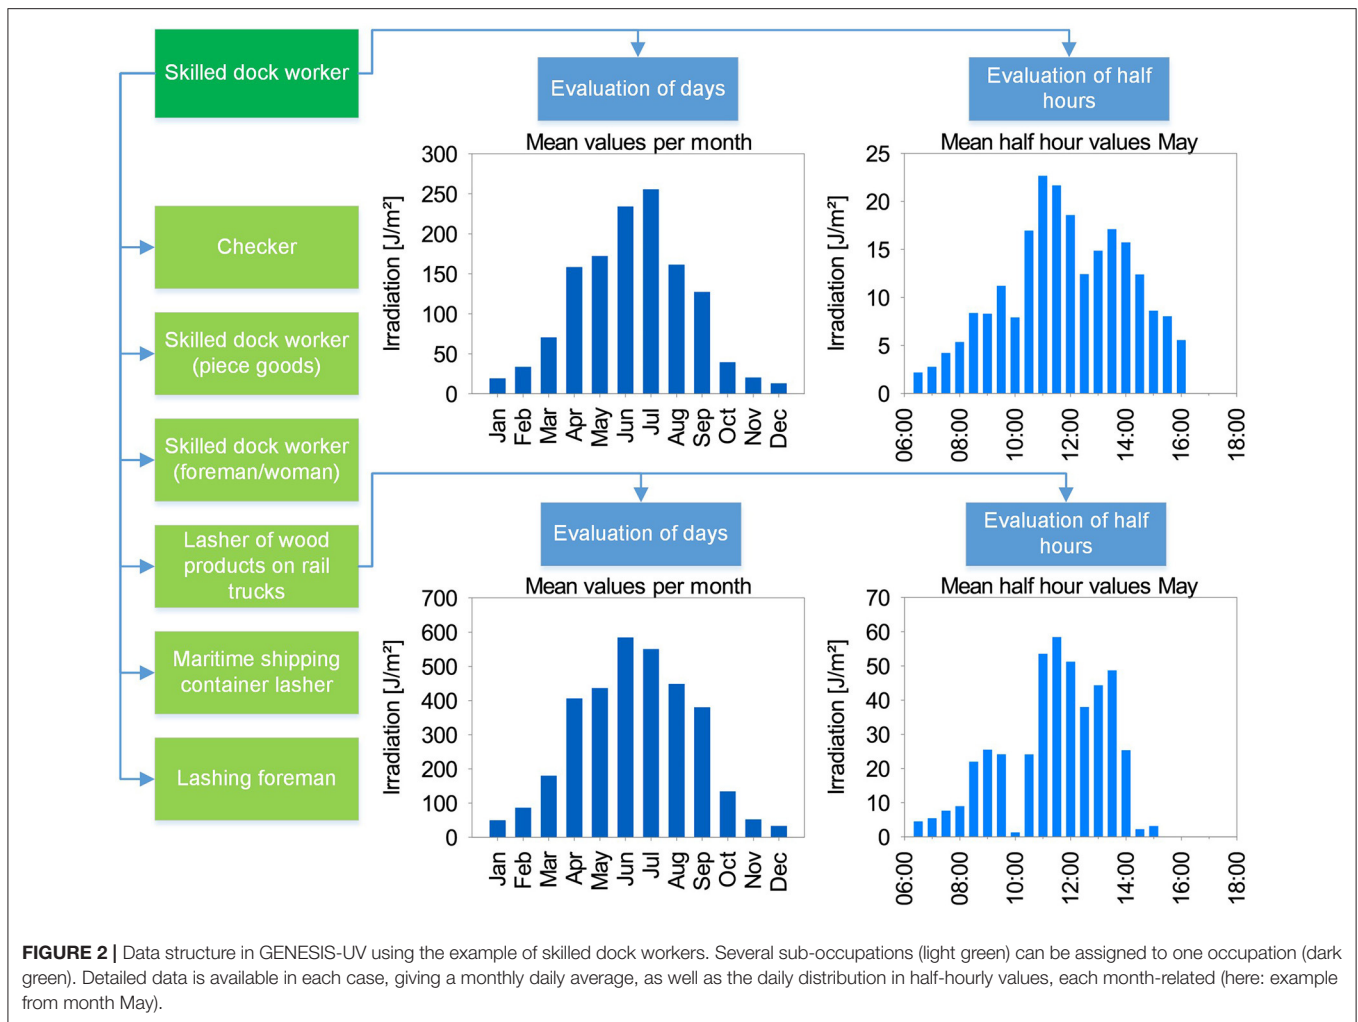 Skilled dock worker
Evaluation of days
Evaluation of half
hours
Checker
Skilled dock worker
(piece goods)
Skilled dock worker
(foreman/woman)
Lasher of wood
products on rail
trucks
Maritime shipping
container lasher
Lashing foreman
Mean values per month
Irradiation [J/m²]
300
250
200
150
100
50
0
Jan
Feb
Mar
Apr
May
Jun
Jul
Aug
Sep
Oct
Nov
Dec
Mean half hour values May
Irradiation [J/m²]
25
20
15
10
5
0
06:00
08:00
10:00
12:00
14:00
16:00
18:00
Evaluation of days
Evaluation of half
hours
Mean values per month
Irradiation [J/m²]
700
600
500
400
300
200
100
0
Jan
Feb
Mar
Apr
May
Jun
Jul
Aug
Sep
Oct
Nov
Dec
Mean half hour values May
Irradiation [J/m²]
70
60
50
40
30
20
10
0
06:00
08:00
10:00
12:00
14:00
16:00
18:00
FIGURE 2 | Data structure in GENESIS-UV using the example of skilled dock workers. Several sub-occupations (light green) can be assigned to one occupation (dark
green). Detailed data is available in each case, giving a monthly daily average, as well as the daily distribution in half-hourly values, each month-related (here: example
from month May).